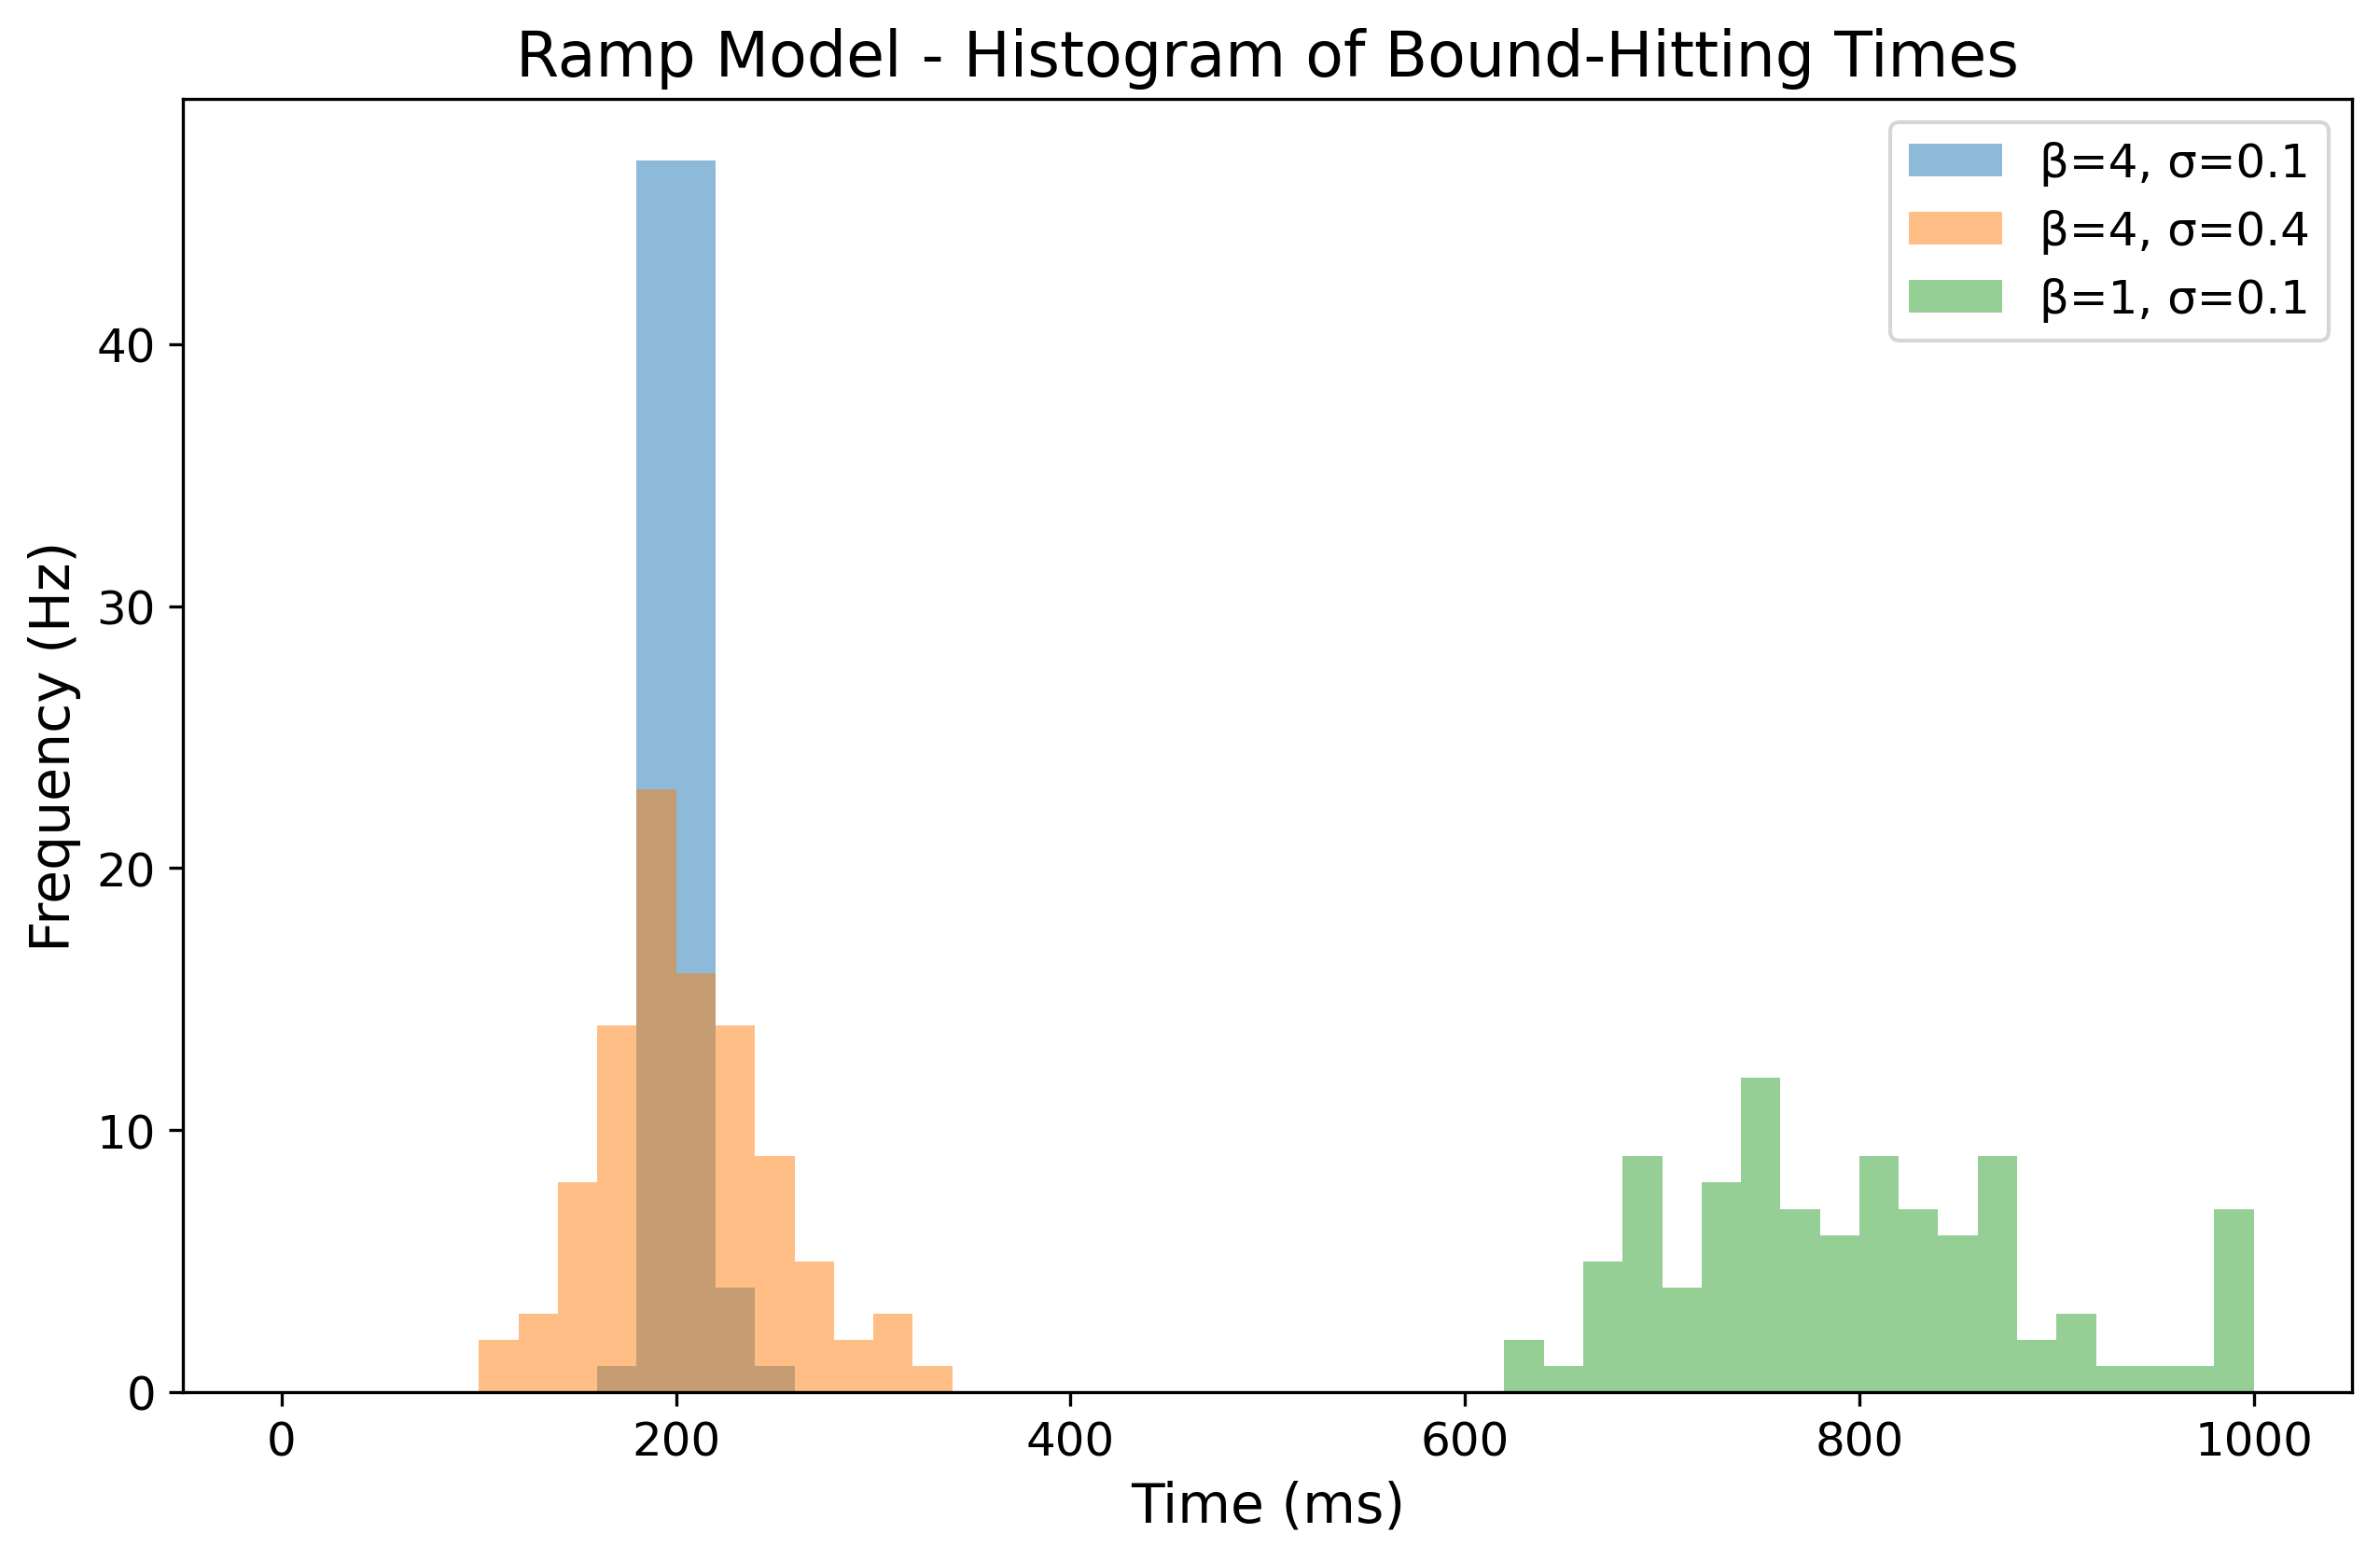 Ramp Model - Histogram of Bound-Hitting Times
β=4, σ=0.1
β=4, σ=0.4
β=1, σ=0.1
Frequency (Hz)
40
30
20
10
0
0 200 400 600 800 1000
Time (ms)